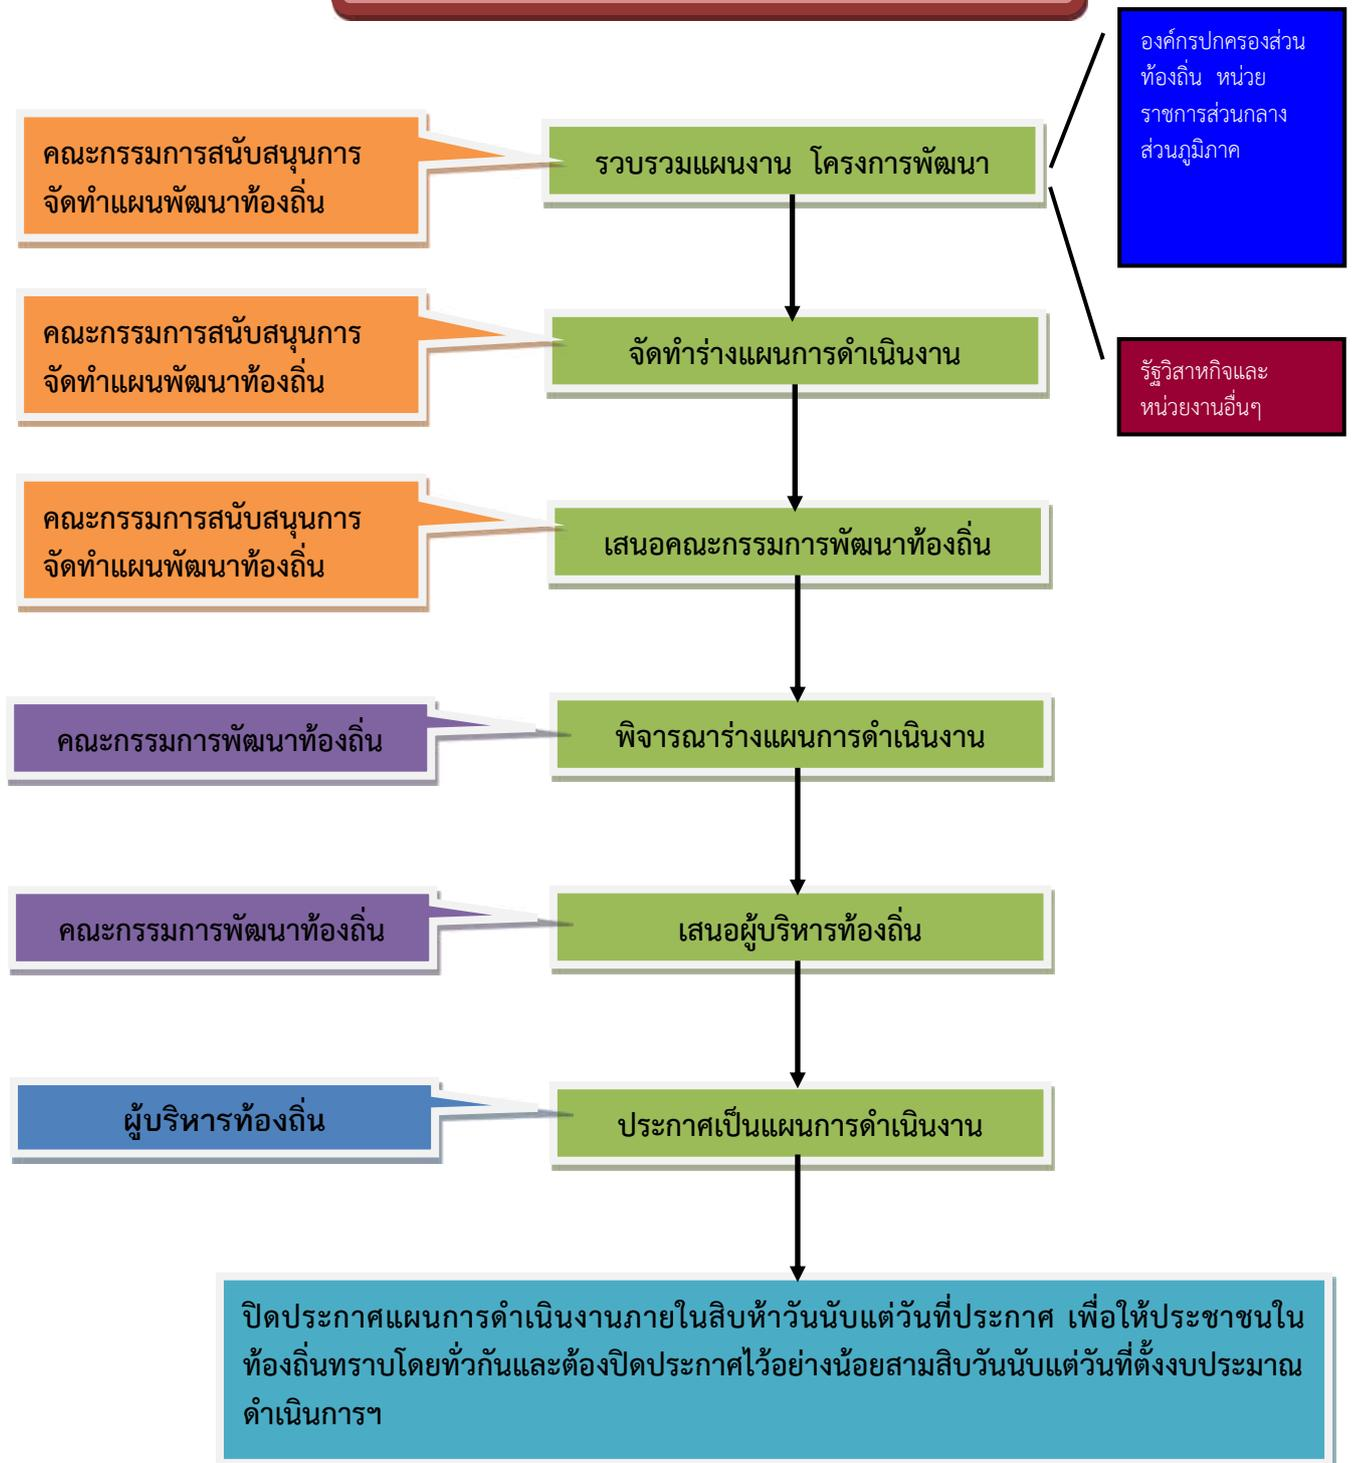 องค์กรปกครองส่วน
ท้องถิ่น หน่วย
ราชการส่วนกลาง
ส่วนภูมิภาค
คณะกรรมการสนับสนุนการ
จัดทำแผนพัฒนาท้องถิ่น
รวบรวมแผนงาน โครงการพัฒนา
คณะกรรมการสนับสนุนการ
จัดทำแผนพัฒนาท้องถิ่น
จัดทำร่างแผนการดำเนินงาน
รัฐวิสาหกิจและ
หน่วยงานอื่นๆ
คณะกรรมการสนับสนุนการ
จัดทำแผนพัฒนาท้องถิ่น
เสนอคณะกรรมการพัฒนาท้องถิ่น
คณะกรรมการพัฒนาท้องถิ่น
พิจารณาร่างแผนการดำเนินงาน
คณะกรรมการพัฒนาท้องถิ่น
เสนอผู้บริหารท้องถิ่น
ผู้บริหารท้องถิ่น
ประกาศเป็นแผนการดำเนินงาน
ปิดประกาศแผนการดำเนินงานภายในสิบห้าวันนับแต่วันที่ประกาศ เพื่อให้ประชาชนใน
ท้องถิ่นทราบโดยทั่วกันและต้องปิดประกาศไว้อย่างน้อยสามสิบวันนับแต่วันที่ตั้งงบประมาณ
ดำเนินการฯ